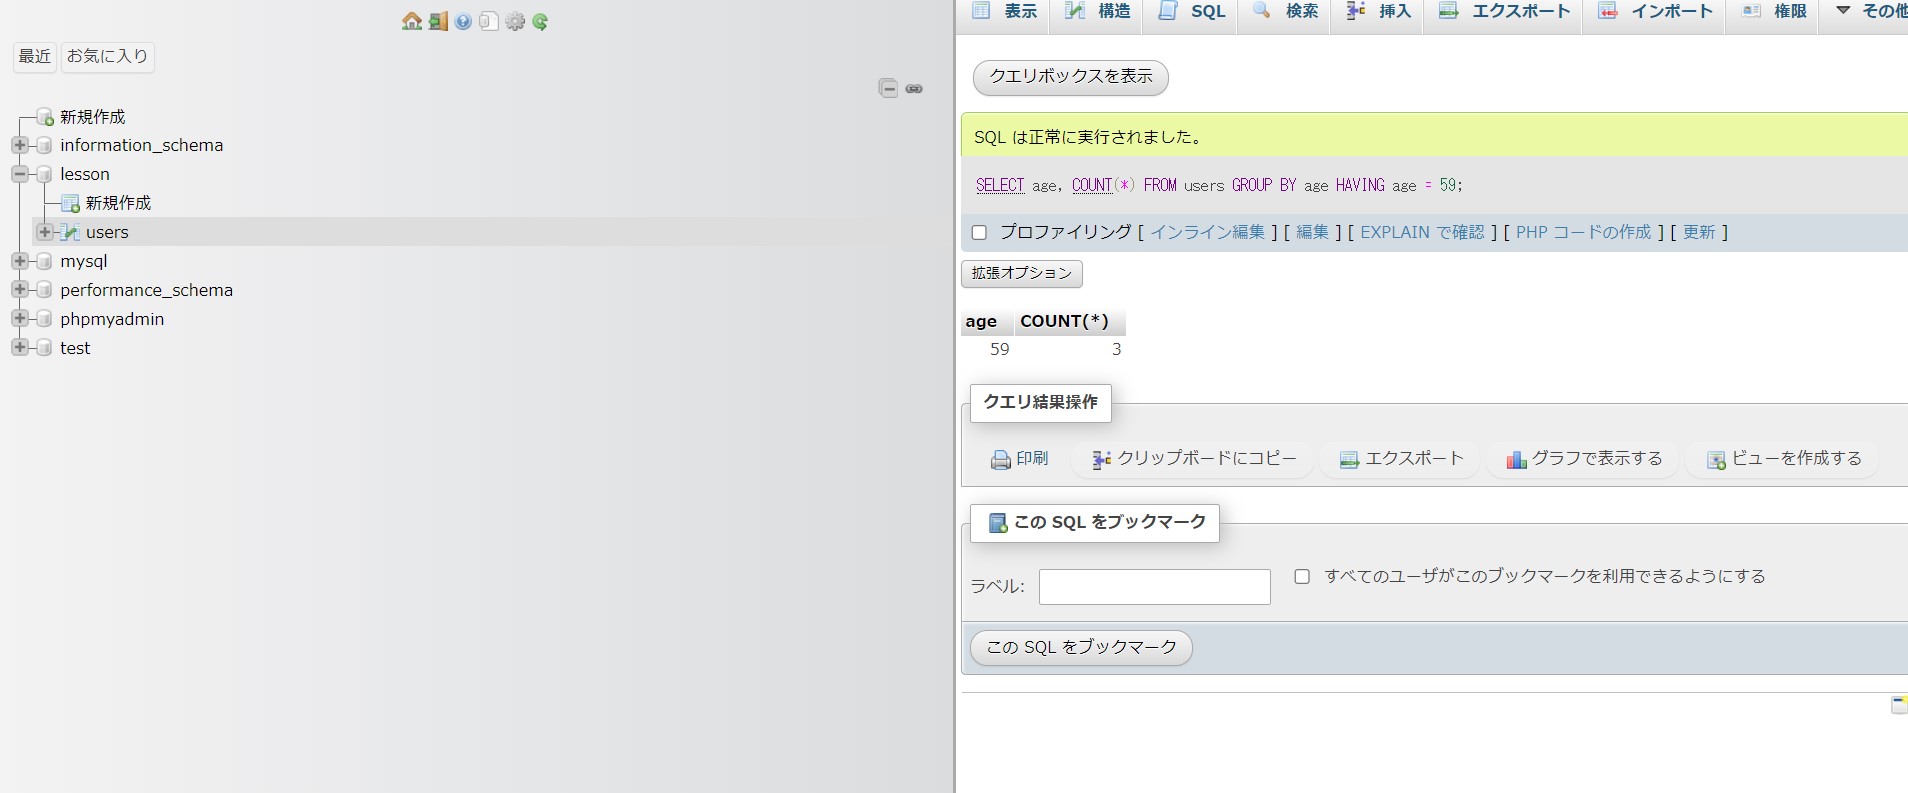 最近 お気に入り
新規作成
information_schema
lesson
新規作成
users
mysql
performance_schema
phpmyadmin
test
表示 構造 SQL 検索 挿入 エクスポート インポート 権限 その他
クエリボックスを表示
SQL は正常に実行されました。
SELECT age, COUNT(*) FROM users GROUP BY age HAVING age = 59;
プロファイリング [ インライン編集 ] [ 編集 ] [ EXPLAIN で確認 ] [ PHP コードの作成 ] [ 更新 ]
拡張オプション
age COUNT(*)
59 3
クエリ結果操作
印刷 クリップボードにコピー エクスポート グラフで表示する ビューを作成する
この SQL をブックマーク
ラベル: すべてのユーザがこのブックマークを利用できるようにする
この SQL をブックマーク